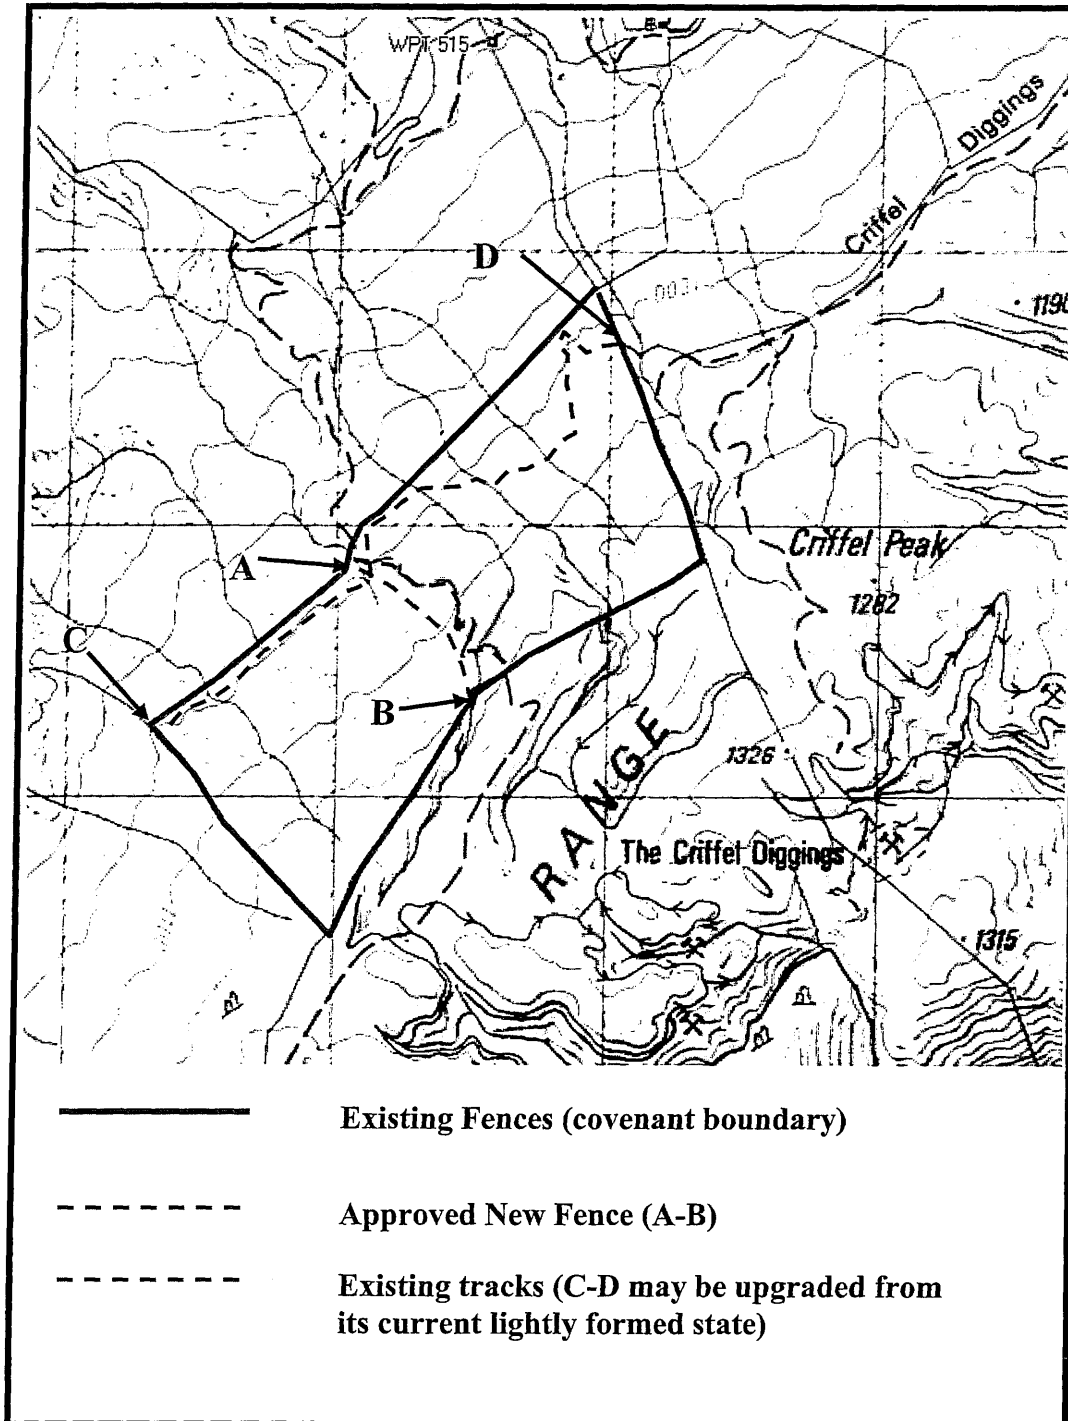 WPT 515
Diggings
Criffel
D
1190
Criffel Peak
A
1282
C
B
1326
RANGE
The Criffel Diggings
1315
Existing Fences (covenant boundary)
Approved New Fence (A-B)
Existing tracks (C-D may be upgraded from
its current lightly formed state)